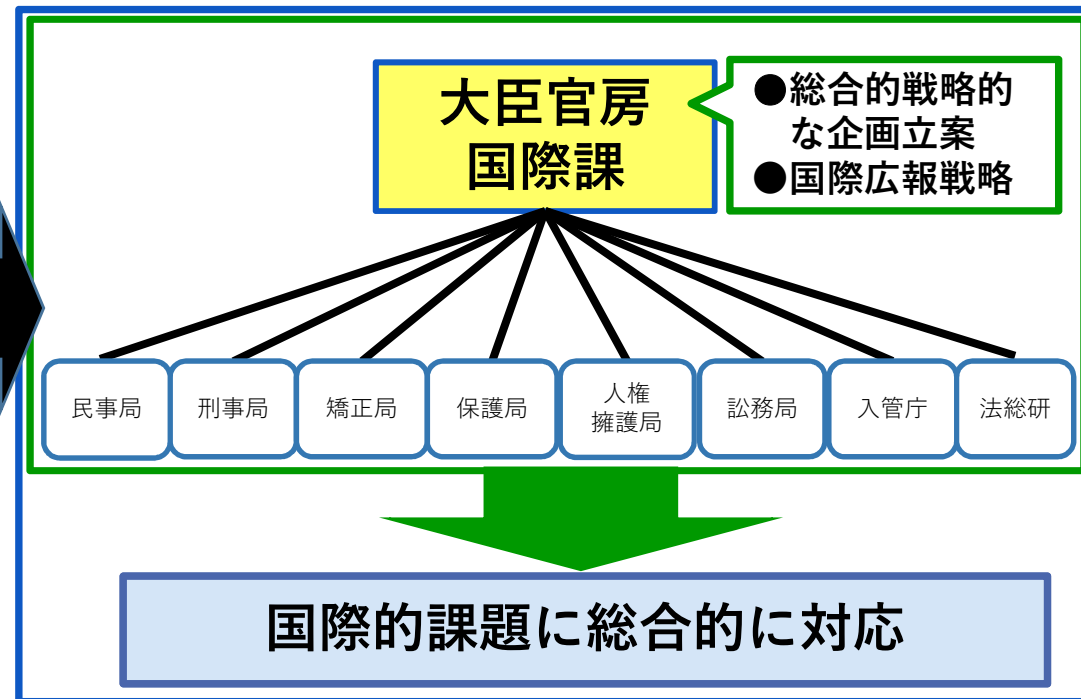 大臣官房
国際課
●総合的戦略的
な企画立案
●国際広報戦略
民事局
刑事局
矯正局
保護局
人権
擁護局
訟務局
入管庁
法総研
国際的課題に総合的に対応